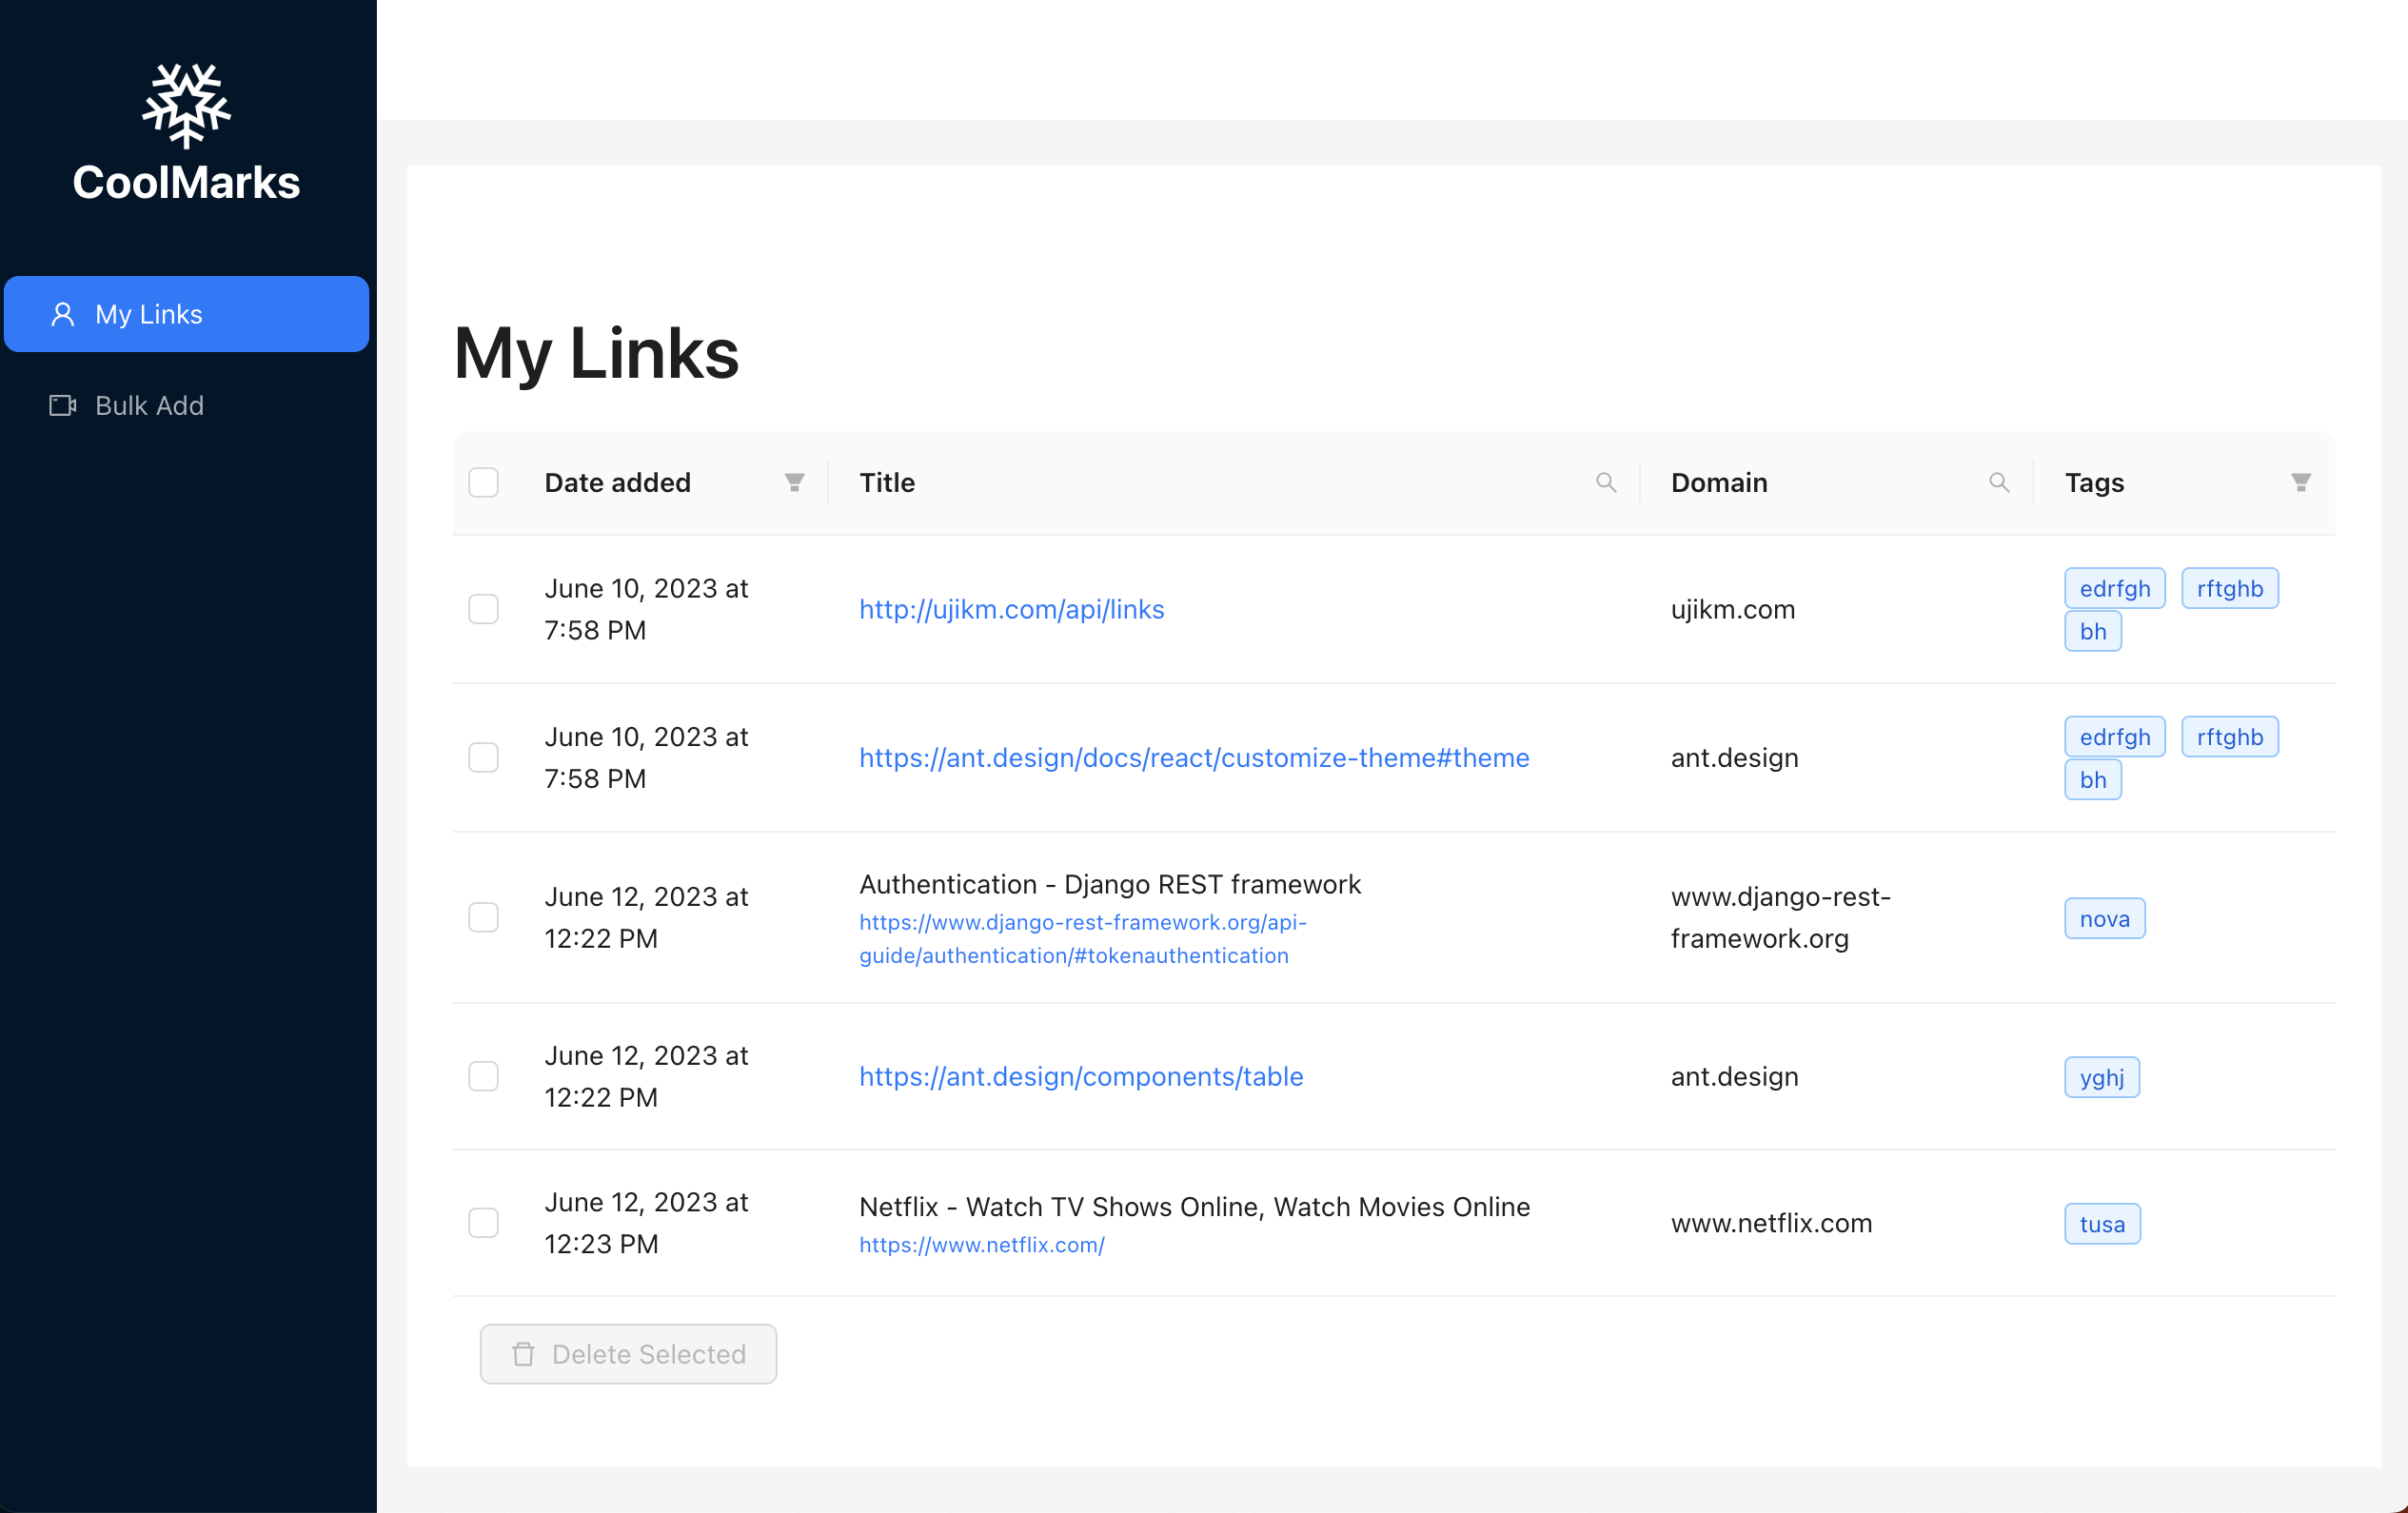 CoolMarks
My Links
Bulk Add
My Links
Date added
Title
Domain
Tags
June 10, 2023 at
7:58 PM
http://ujikm.com/api/links
ujikm.com
edrfgh rftghb
bh
June 10, 2023 at
7:58 PM
https://ant.design/docs/react/customize-theme#theme
ant.design
edrfgh rftghb
bh
June 12, 2023 at
12:22 PM
Authentication - Django REST framework
https://www.django-rest-framework.org/api-
guide/authentication/#tokenauthentication
www.django-rest-
framework.org
nova
June 12, 2023 at
12:22 PM
https://ant.design/components/table
ant.design
yghj
June 12, 2023 at
12:23 PM
Netflix - Watch TV Shows Online, Watch Movies Online
https://www.netflix.com/
www.netflix.com
tusa
Delete Selected